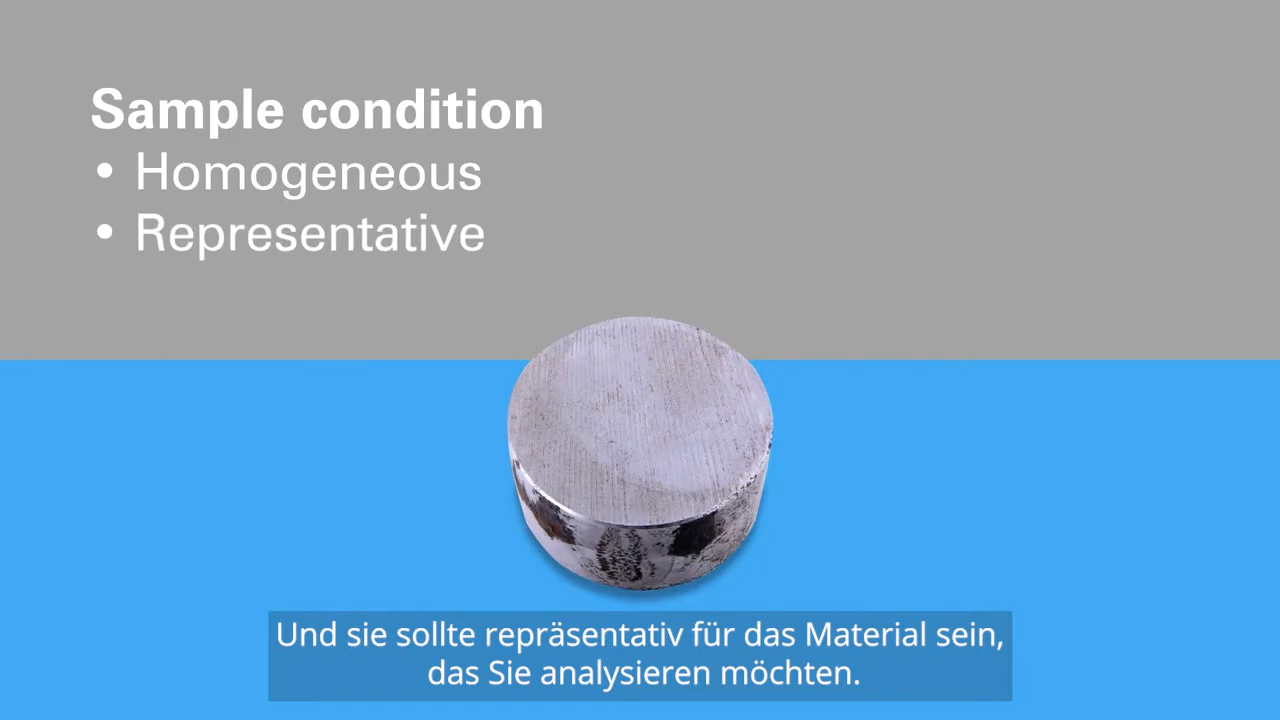 Sample condition
• Homogeneous
• Representative
Und sie sollte repräsentativ für das Material sein,
das Sie analysieren möchten.